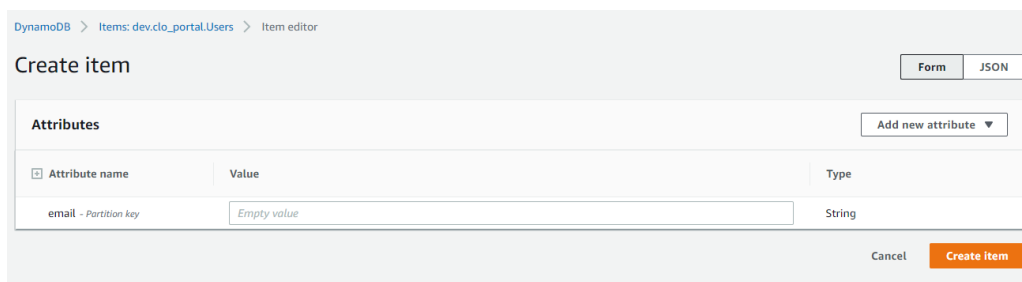 DynamoDB > Items: dev.clo_portal.Users > Item editor
Create item
Form JSON
Attributes
Add new attribute ▼
Attribute name Value Type
email - Partition key Empty value String
Cancel Create item